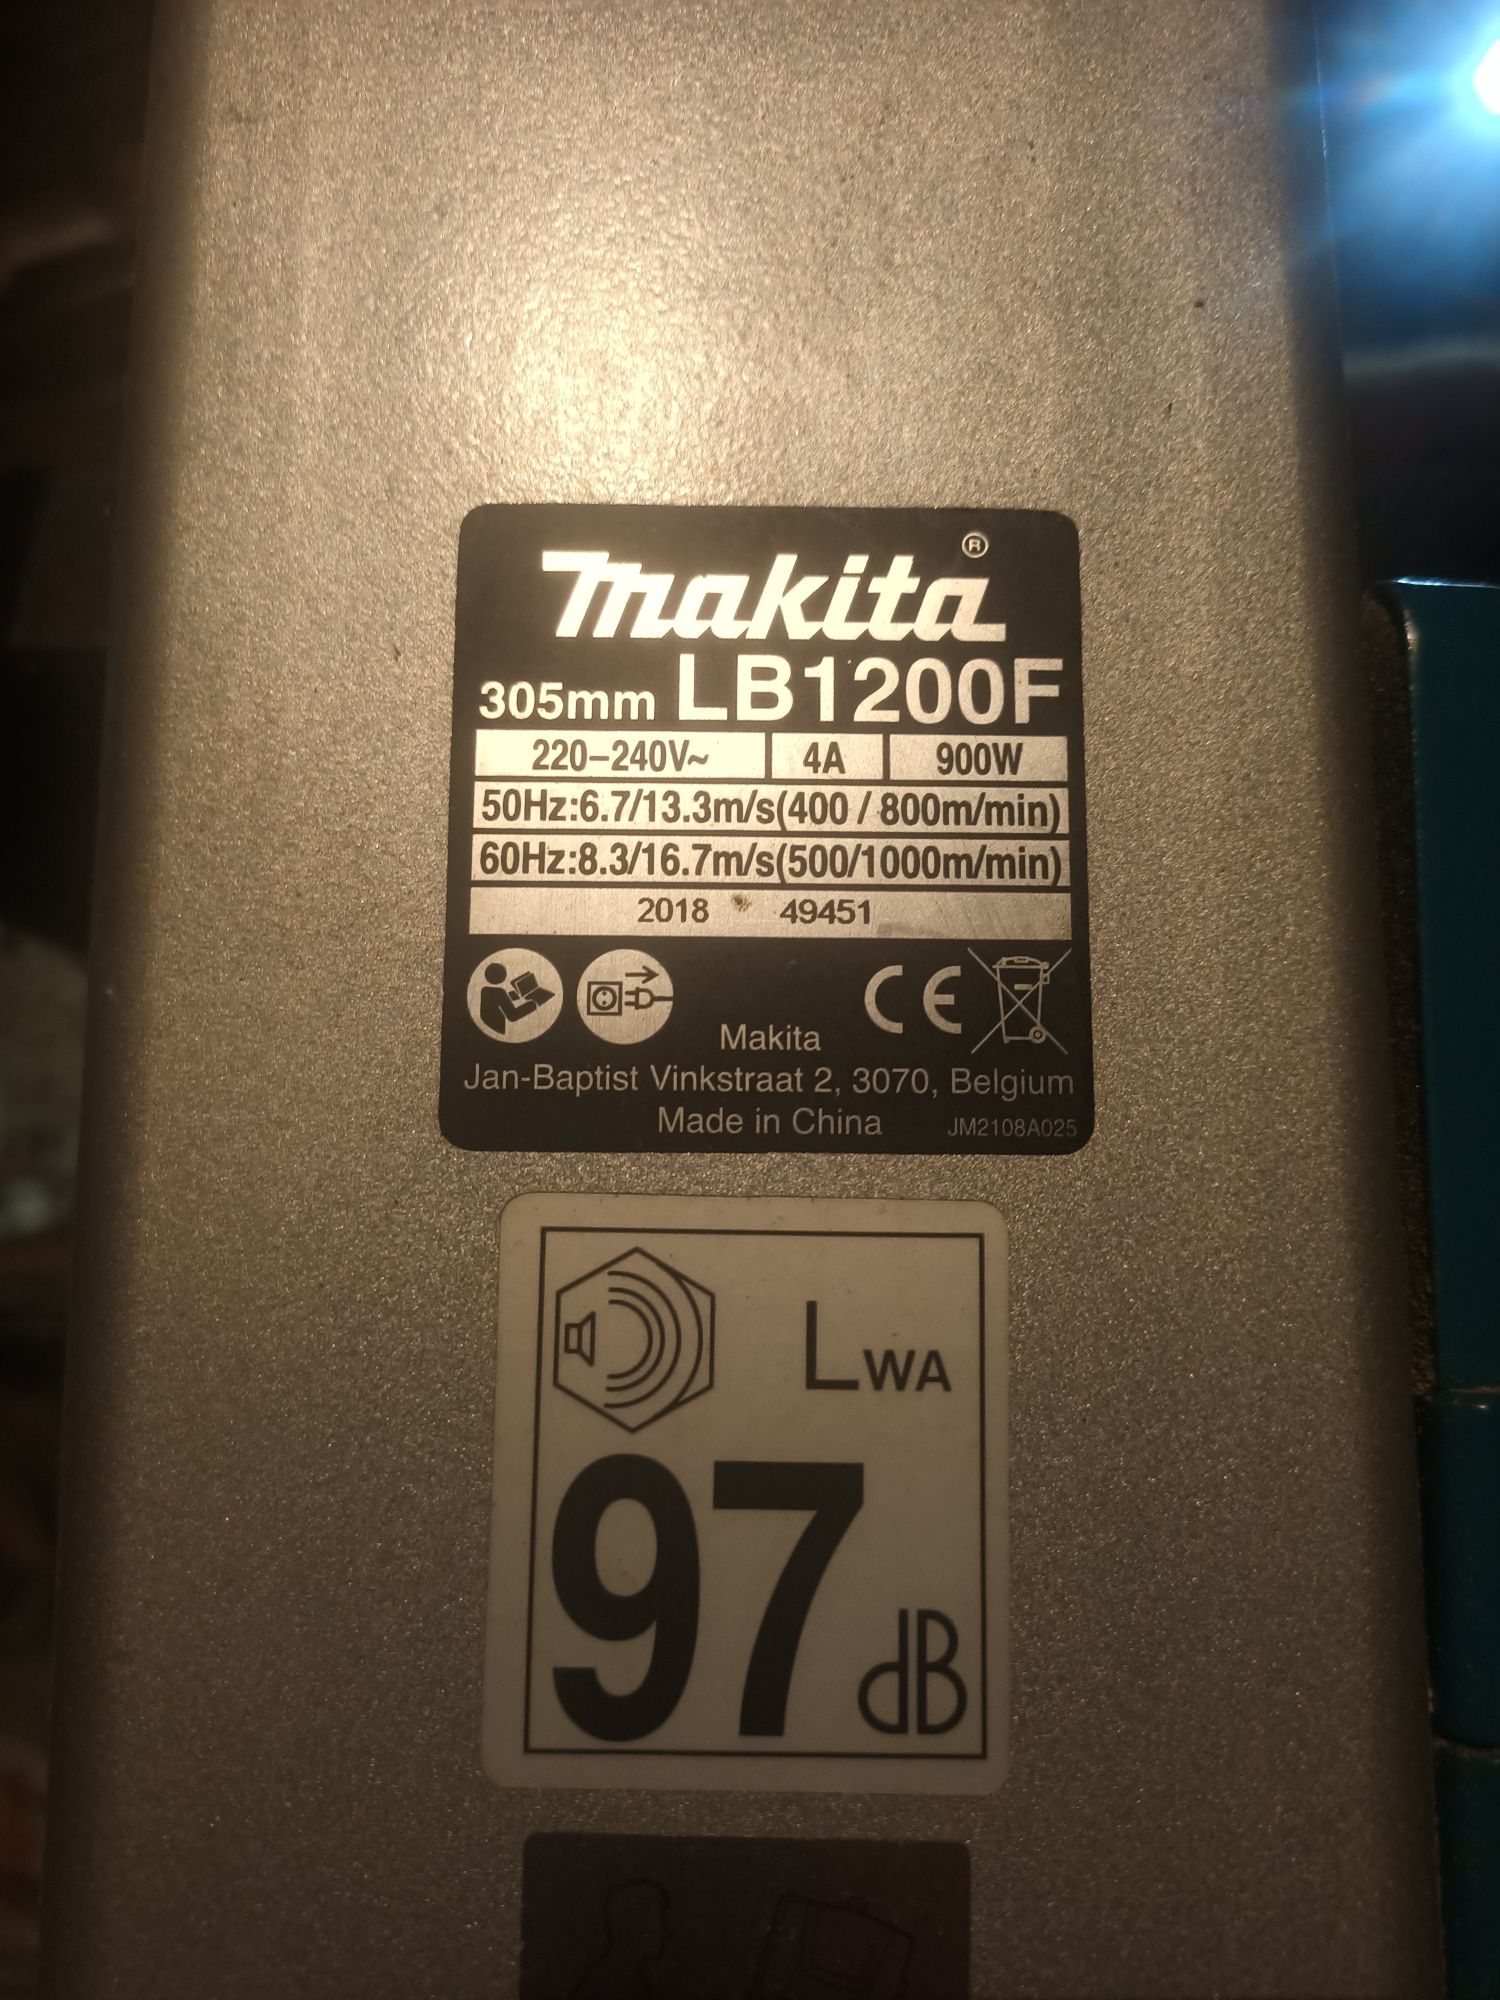 makita®
305mm LB1200F
220–240V~ 4A 900W
50Hz:6.7/13.3m/s(400 / 800m/min)
60Hz:8.3/16.7m/s(500/1000m/min)
2018 49451
CE
Makita
Jan-Baptist Vinkstraat 2, 3070, Belgium
Made in China JM2108A025
LWA
97 dB